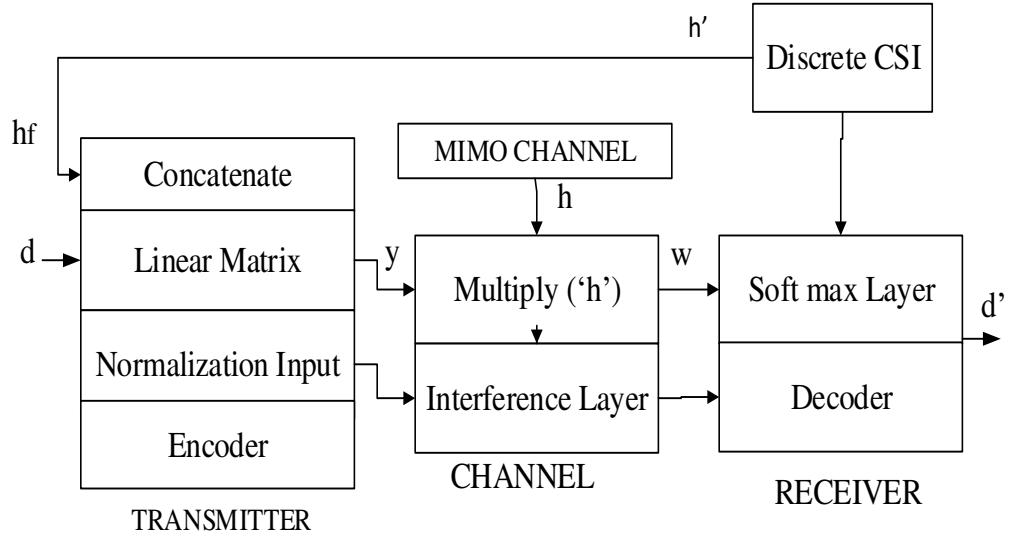 h’
Discrete CSI
hf
Concatenate
MIMO CHANNEL
h
d
Linear Matrix
y
Multiply (‘h’)
w
Soft max Layer
d’
Normalization Input
Interference Layer
Decoder
Encoder
CHANNEL
RECEIVER
TRANSMITTER